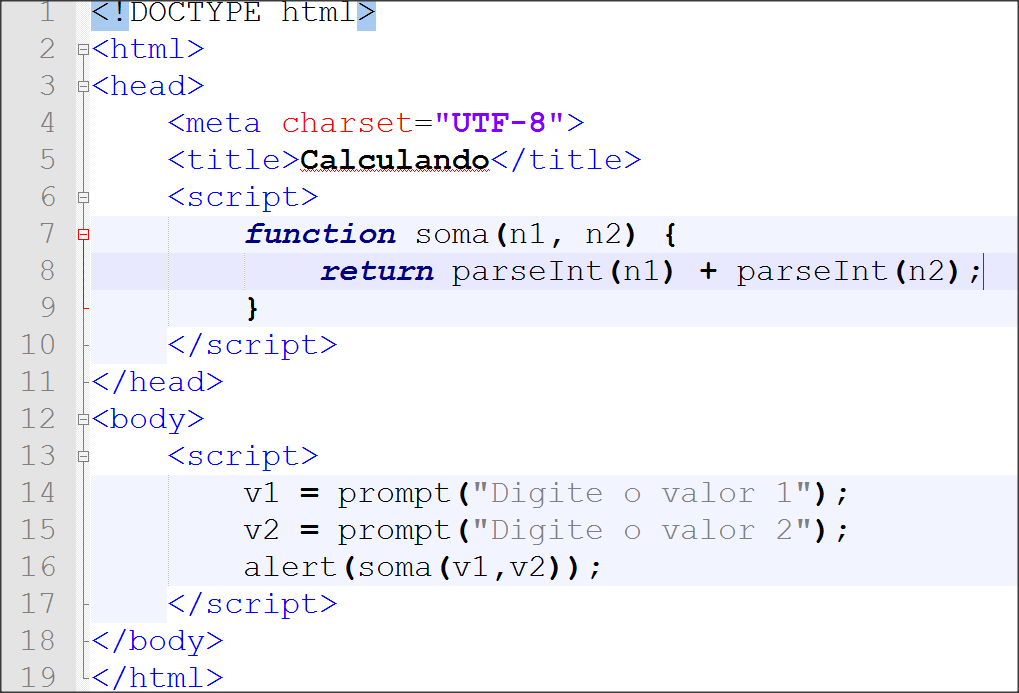 1 <!DOCTYPE html>
2 <html>
3 <head>
4 <meta charset="UTF-8">
5 <title>Calculando</title>
6 <script>
7 function soma(n1, n2) {
8 return parseInt(n1) + parseInt(n2);
9 }
10 </script>
11 </head>
12 <body>
13 <script>
14 v1 = prompt("Digite o valor 1");
15 v2 = prompt("Digite o valor 2");
16 alert(soma(v1,v2));
17 </script>
18 </body>
19 </html>